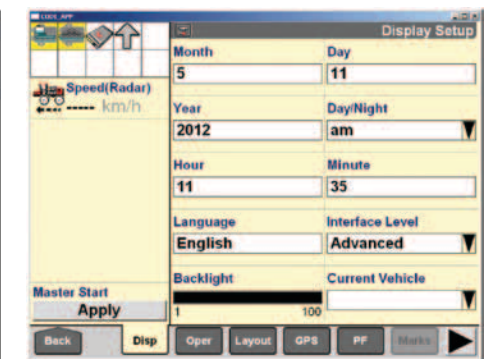 Display Setup
Month
Day
5
11
Speed(Radar)
----- km/h
Year
Day/Night
2012
am
Hour
Minute
11
35
Language
Interface Level
English
Advanced
Backlight
Current Vehicle
1
100
Master Start
Apply
Back
Disp
Oper
Layout
GPS
PF
Marks